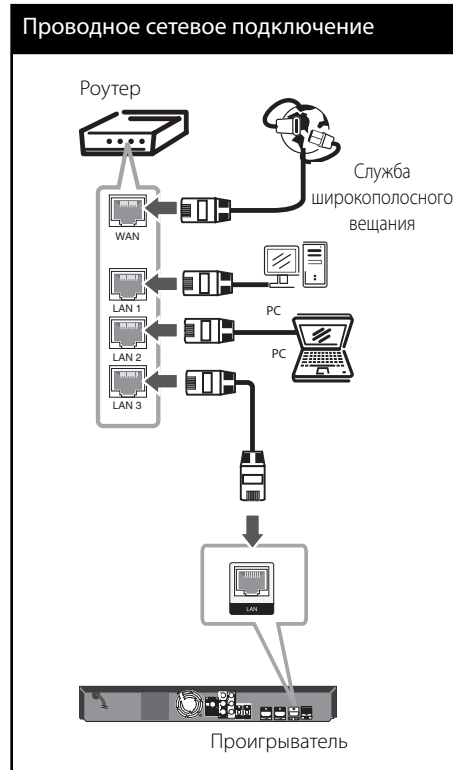 Проводное сетевое подключение
Роутер
Служба
широкополосного
вещания
WAN
LAN 1
PC
LAN 2
PC
LAN 3
LAN
Проигрыватель